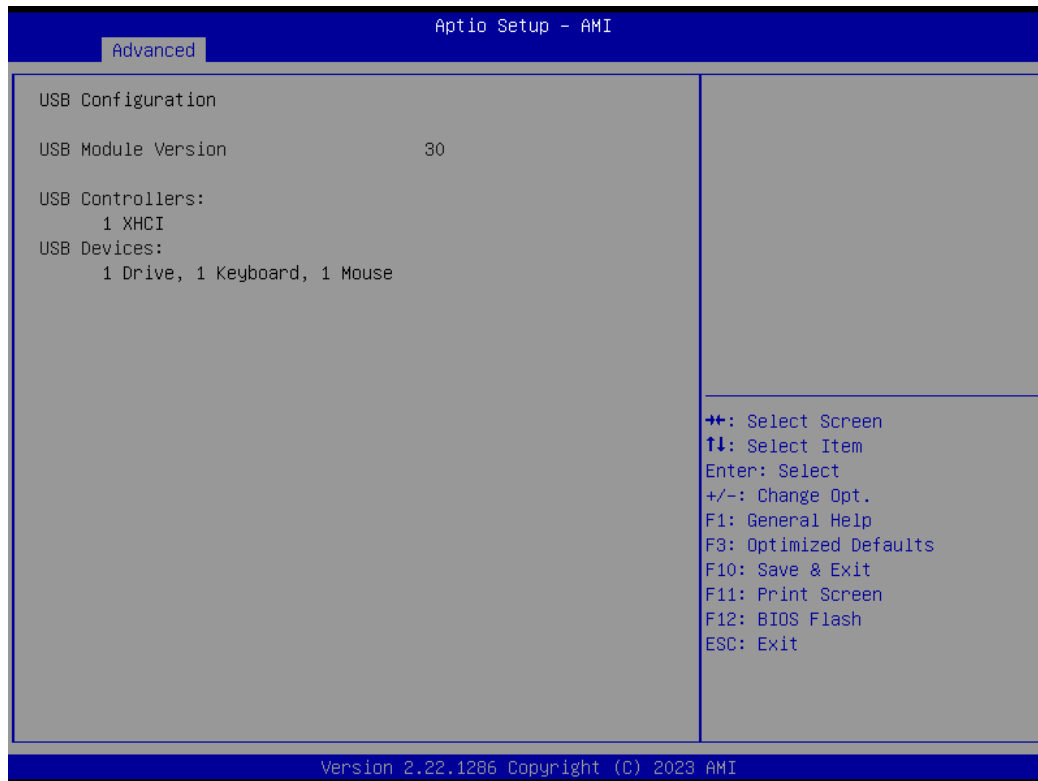 Aptio Setup - AMI
Advanced
USB Configuration
USB Module Version 30
USB Controllers:
1 XHCI
USB Devices:
1 Drive, 1 Keyboard, 1 Mouse
→←: Select Screen
↑↓: Select Item
Enter: Select
+/-: Change Opt.
F1: General Help
F3: Optimized Defaults
F10: Save & Exit
F11: Print Screen
F12: BIOS Flash
ESC: Exit
Version 2.22.1286 Copyright (C) 2023 AMI